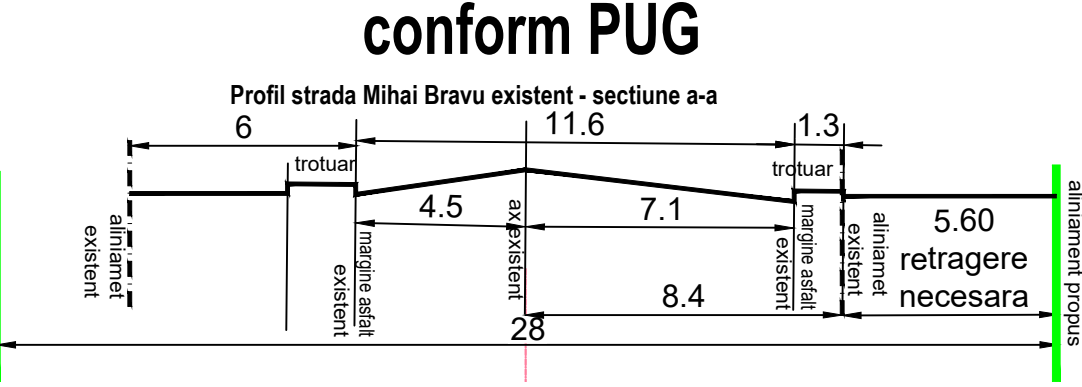 conform PUG
Profil strada Mihai Bravu existent - sectiune a-a
6
11.6
1.3
trotuar
trotuar
4.5
7.1
aliniamet
existent
margine asfalt
existent
ax existent
margine asfalt
existent
aliniamet
existent
5.60
retragere
necesara
aliniament propus
8.4
28